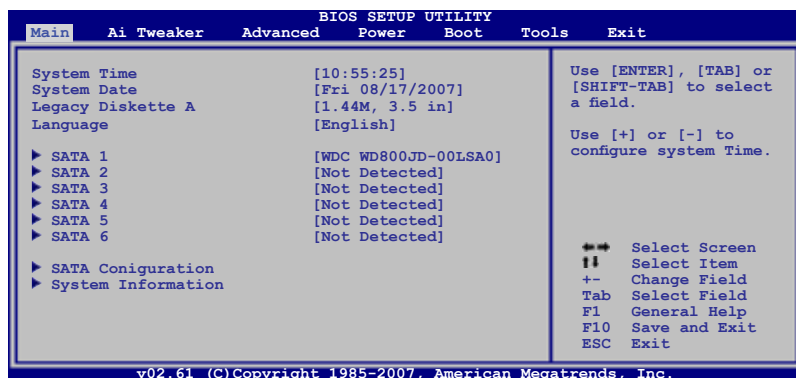 BIOS SETUP UTILITY
Main Ai Tweaker Advanced Power Boot Tools Exit
System Time [10:55:25]
System Date [Fri 08/17/2007]
Legacy Diskette A [1.44M, 3.5 in]
Language [English]
SATA 1 [WDC WD800JD-00LSA0]
SATA 2 [Not Detected]
SATA 3 [Not Detected]
SATA 4 [Not Detected]
SATA 5 [Not Detected]
SATA 6 [Not Detected]
SATA Coniguration
System Information
Use [ENTER], [TAB] or
[SHIFT-TAB] to select
a field.
Use [+] or [-] to
configure system Time.
Select Screen
Select Item
+- Change Field
Tab Select Field
F1 General Help
F10 Save and Exit
ESC Exit
v02.61 (C)Copyright 1985-2007, American Megatrends, Inc.